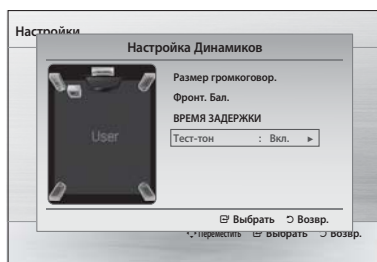 Настройки
Настройка Динамиков
Размер громкоговор.
Фронт. Бал.
ВРЕМЯ ЗАДЕРЖКИ
Тест-тон : Вкл. ►
User
Выбрать Возвр.
Переместить Выбрать Возвр.